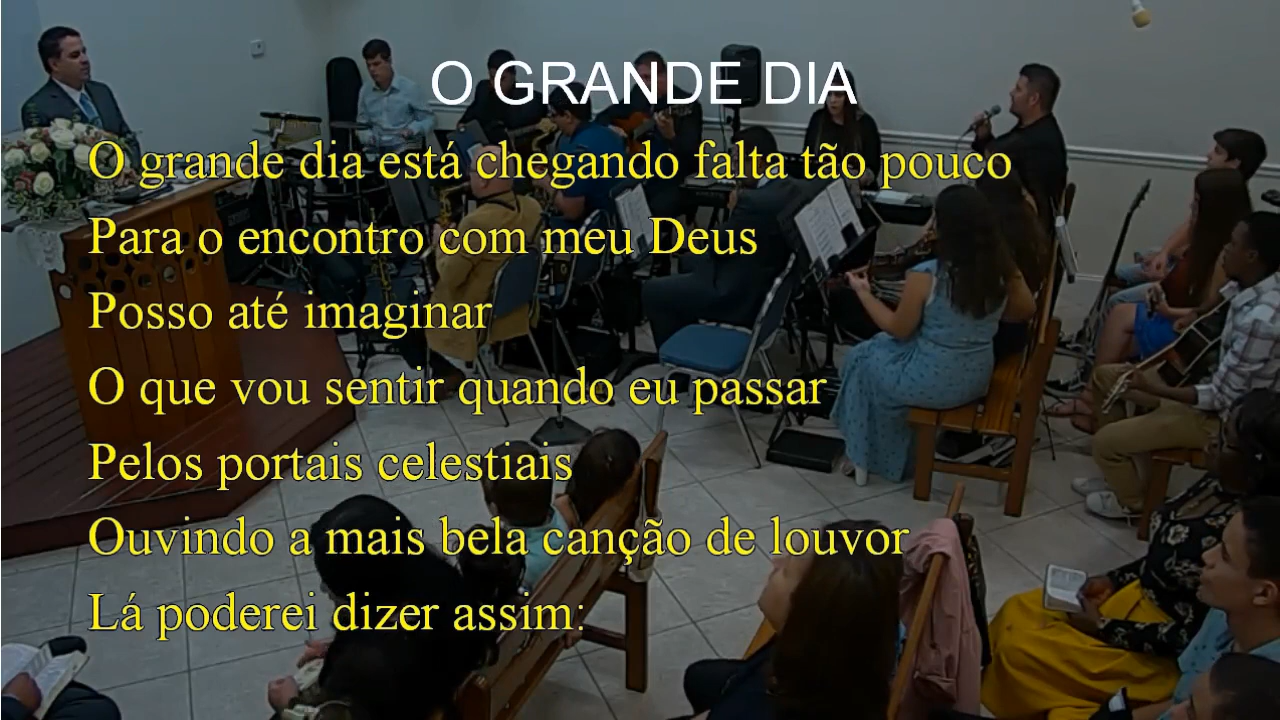 O GRANDE DIA
O grande dia está chegando falta tão pouco
Para o encontro com meu Deus
Posso até imaginar
O que vou sentir quando eu passar
Pelos portais celestiais
Ouvindo a mais bela canção de louvor
Lá poderei dizer assim: